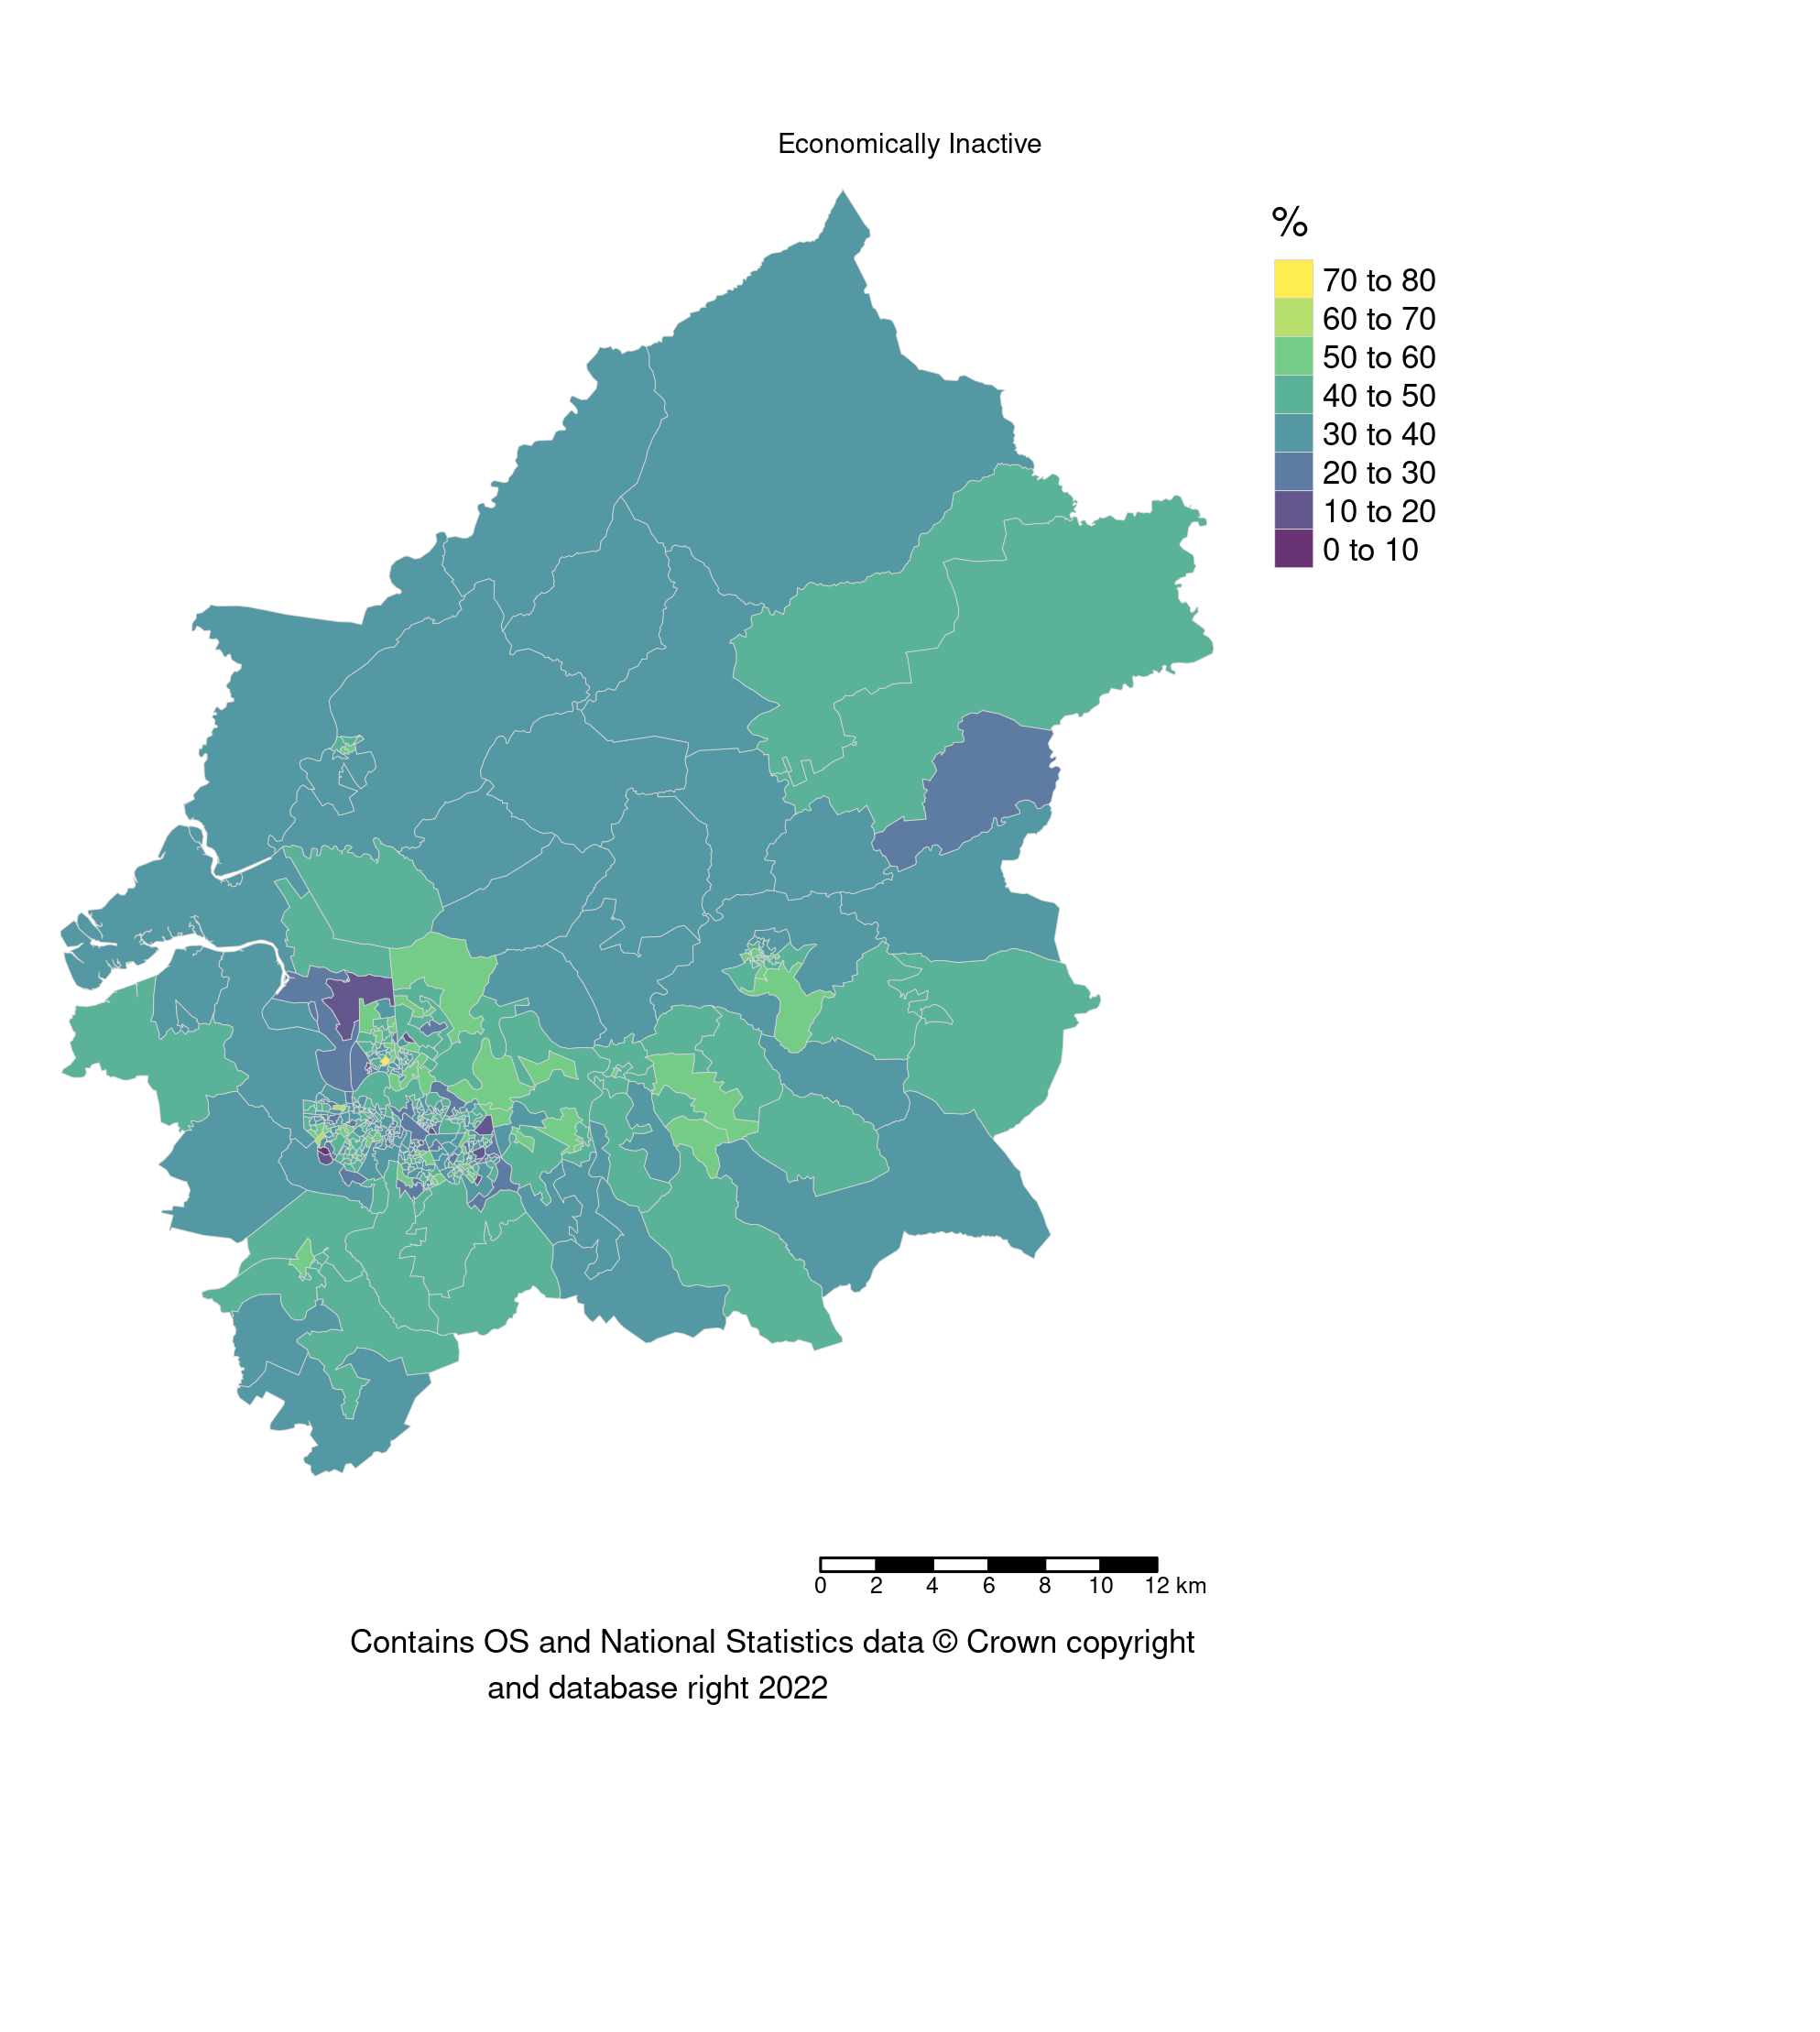 Economically Inactive
%
70 to 80
60 to 70
50 to 60
40 to 50
30 to 40
20 to 30
10 to 20
0 to 10
0 2 4 6 8 10 12 km
Contains OS and National Statistics data © Crown copyright
and database right 2022